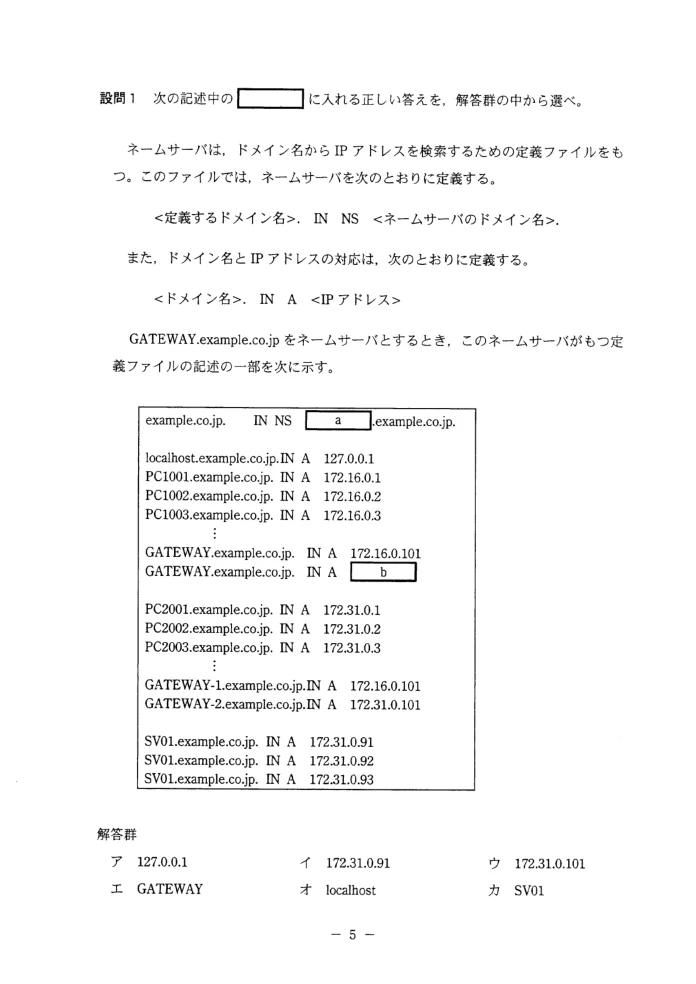 設問1 次の記述中の に入れる正しい答えを，解答群の中から選べ。
ネームサーバは，ドメイン名から IP アドレスを検索するための定義ファイルをも
つ。このファイルでは，ネームサーバを次のとおりに定義する。
<定義するドメイン名>. IN NS <ネームサーバのドメイン名>.
また，ドメイン名と IP アドレスの対応は，次のとおりに定義する。
<ドメイン名>. IN A <IP アドレス>
GATEWAY.example.co.jp をネームサーバとするとき，このネームサーバがもつ定
義ファイルの記述の一部を次に示す。
example.co.jp. IN NS a .example.co.jp.
localhost.example.co.jp.IN A 127.0.0.1
PC1001.example.co.jp. IN A 172.16.0.1
PC1002.example.co.jp. IN A 172.16.0.2
PC1003.example.co.jp. IN A 172.16.0.3
⋮
GATEWAY.example.co.jp. IN A 172.16.0.101
GATEWAY.example.co.jp. IN A b
PC2001.example.co.jp. IN A 172.31.0.1
PC2002.example.co.jp. IN A 172.31.0.2
PC2003.example.co.jp. IN A 172.31.0.3
⋮
GATEWAY-1.example.co.jp.IN A 172.16.0.101
GATEWAY-2.example.co.jp.IN A 172.31.0.101
SV01.example.co.jp. IN A 172.31.0.91
SV01.example.co.jp. IN A 172.31.0.92
SV01.example.co.jp. IN A 172.31.0.93
解答群
ア 127.0.0.1 イ 172.31.0.91 ウ 172.31.0.101
エ GATEWAY オ localhost カ SV01
― 5 ―